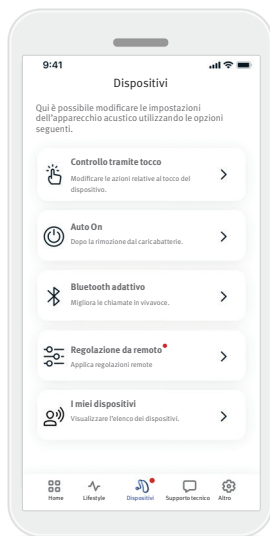 9:41
Dispositivi
Qui è possibile modificare le impostazioni
dell'apparecchio acustico utilizzando le opzioni
seguenti.
Controllo tramite tocco
Modificare le azioni relative al tocco del
dispositivo.
Auto On
Dopo la rimozione dal caricabatterie.
Bluetooth adattivo
Migliora le chiamate in vivavoce.
Regolazione da remoto
Applica regolazioni remote
I miei dispositivi
Visualizzare l'elenco dei dispositivi.
Home Lifestyle Dispositivi Supporto tecnico Altro